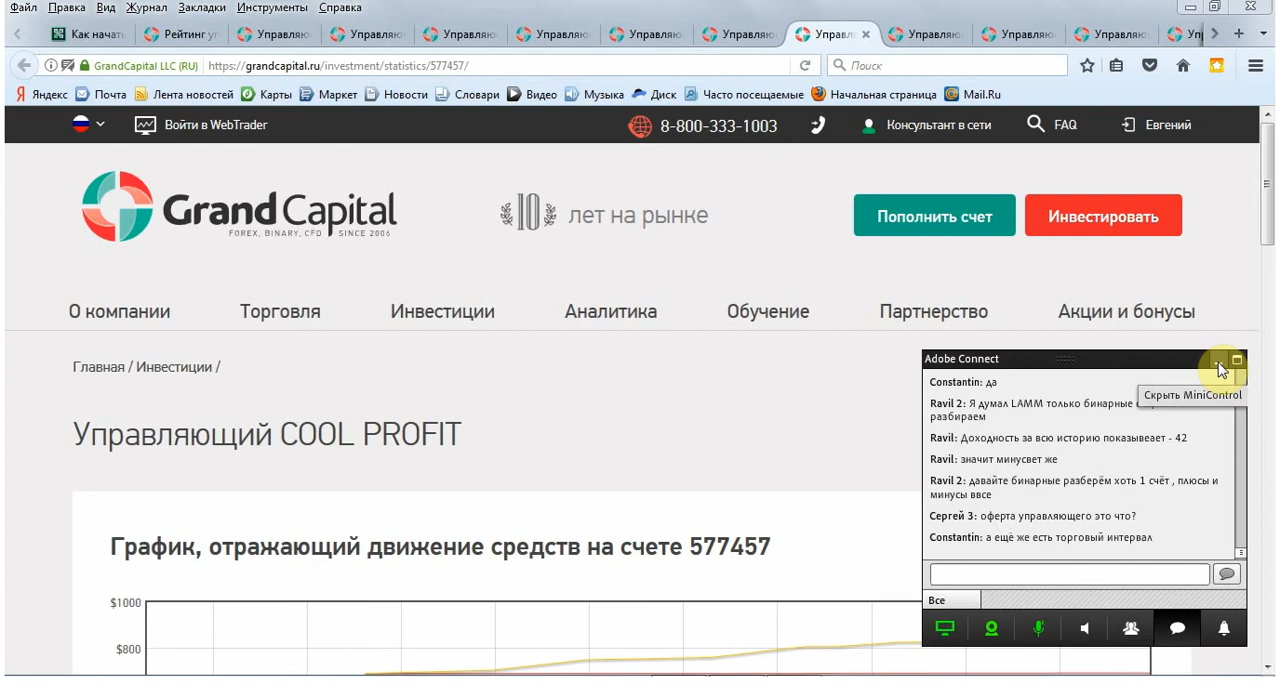 Файл Правка Вид Журнал Закладки Инструменты Справка
Как начать Рейтинг уп Управляю Управляю Управляю Управляю Управляю Управляю Управл Управляю Управляю Управляю Упр
GrandCapital LLC (RU) https://grandcapital.ru/investment/statistics/577457/ Поиск
Яндекс Почта Лента новостей Карты Маркет Новости Словари Видео Музыка Диск Часто посещаемые Начальная страница Mail.Ru
Войти в WebTrader 8-800-333-1003 Консультант в сети FAQ Евгений
Grand Capital
FOREX, BINARY, CFD SINCE 2006
10 лет на рынке
Пополнить счет Инвестировать
О компании Торговля Инвестиции Аналитика Обучение Партнерство Акции и бонусы
Главная / Инвестиции /
Управляющий COOL PROFIT
График, отражающий движение средств на счете 577457
$1000
$800
Adobe Connect
Constantin: да
Скрыть MiniControl
Ravil 2: Я думал LAMM только бинарные
разбираем
Ravil: Доходность за всю историю показывеает - 42
Ravil: значит минусвет же
Ravil 2: давайте бинарные разберём хоть 1 счёт , плюсы и
минусы ввсе
Сергей 3: оферта управляющего это что?
Constantin: а ещё же есть торговый интервал
Все